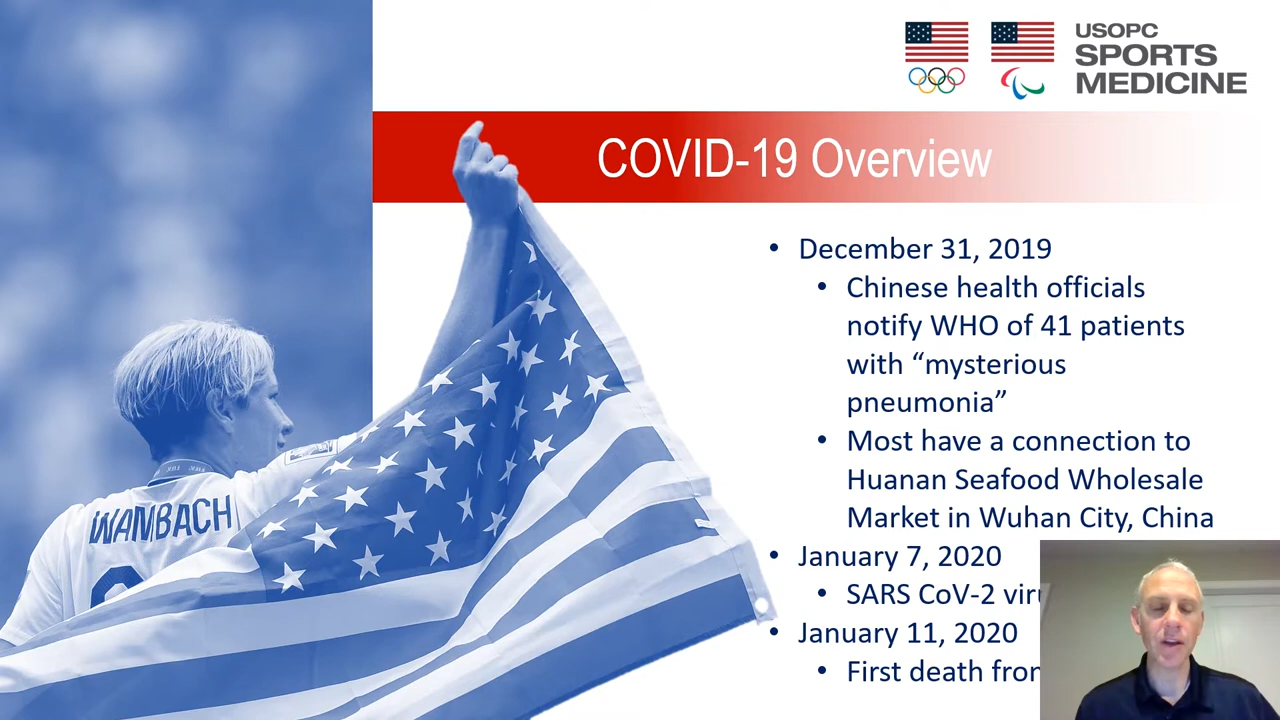 USOPC
SPORTS
MEDICINE
COVID-19 Overview
• December 31, 2019
• Chinese health officials
notify WHO of 41 patients
with “mysterious
pneumonia”
• Most have a connection to
Huanan Seafood Wholesale
Market in Wuhan City, China
• January 7, 2020
• SARS CoV-2
• January 11, 2020
• First death
WAMBACH